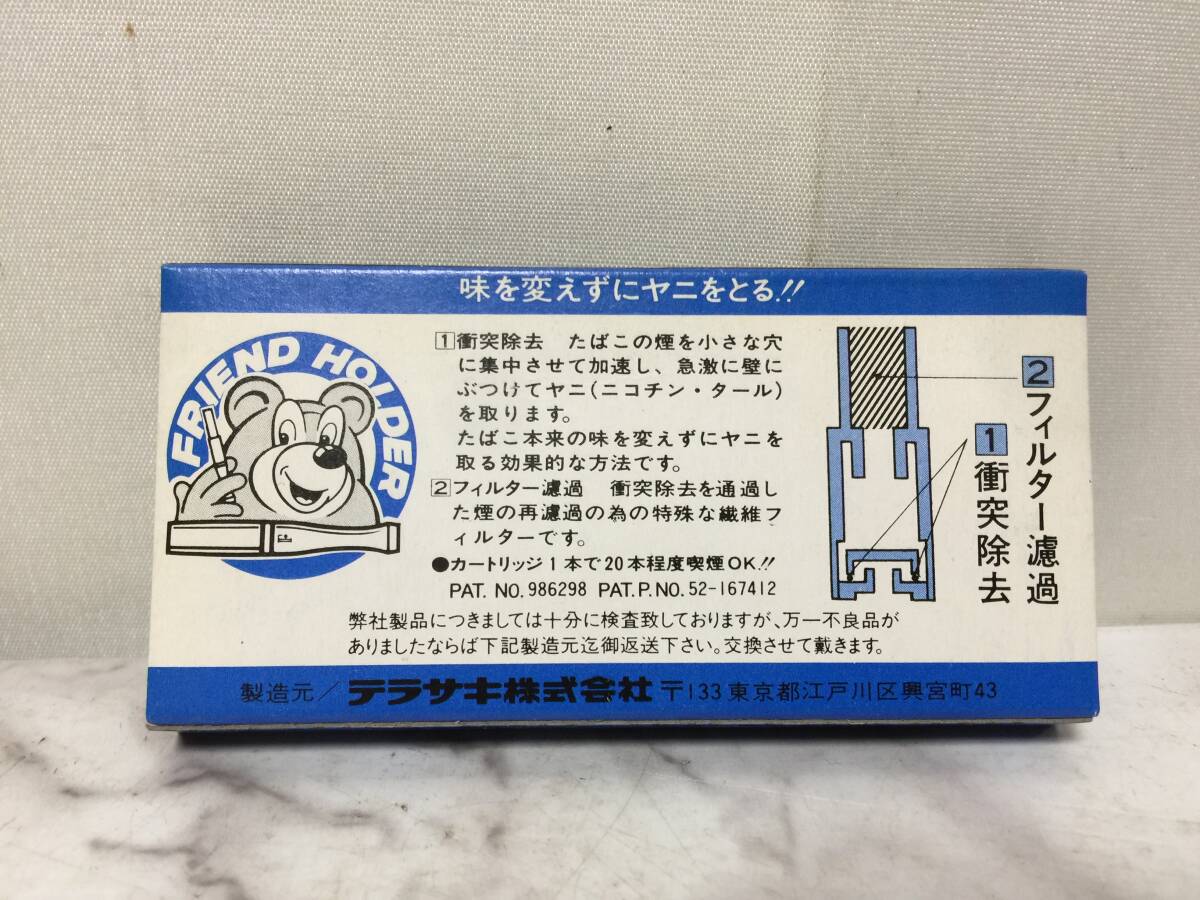 味を変えずにヤニをとる!!
FRIEND HOLDER
1 衝突除去 たばこの煙を小さな穴
に集中させて加速し、急激に壁に
ぶつけてヤニ(ニコチン・タール)
を取ります。
たばこ本来の味を変えずにヤニを
取る効果的な方法です。
2 フィルター濾過 衝突除去を通過し
た煙の再濾過の為の特殊な繊維フ
ィルターです。
●カートリッジ1本で20本程度喫煙OK.!!
PAT. NO. 986298 PAT.P.NO. 52-167412
2 フィルター濾過
1 衝突除去
弊社製品につきましては十分に検査致しておりますが、万一不良品が
ありましたならば下記製造元迄御返送下さい。交換させて戴きます。
製造元/テラサキ株式会社 〒133 東京都江戸川区興宮町43